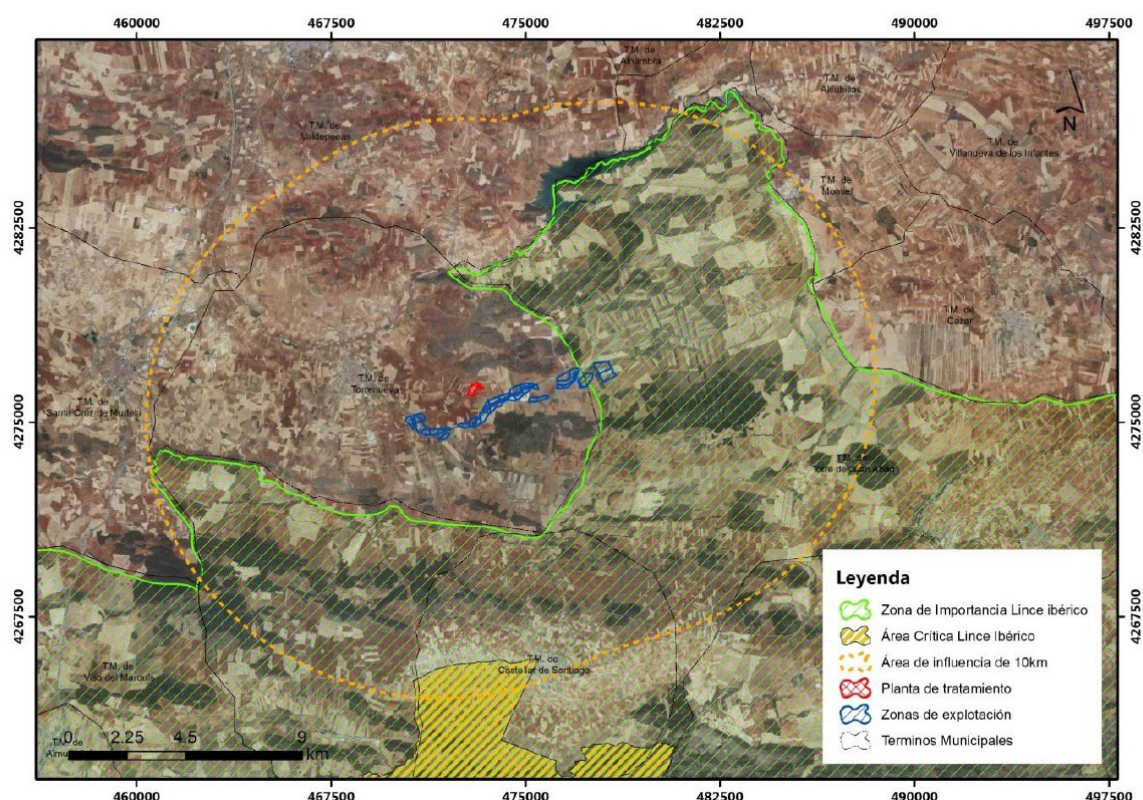 460000
467500
475000
482500
490000
497500
T.M. de
Alhambra
T.M. de
Alcubillas
T.M. de
Valdepeñas
T.M. de
Villanueva de los Infantes
T.M. de
Montiel
N
4282500
4282500
T.M. de
Cozar
T.M. de
Torrenueva
T.M. de
Santa Cruz de Mudela
4275000
4275000
T.M. de
Torre de Juan Abad
Leyenda
Zona de Importancia Lince ibérico
Área Crítica Lince Ibérico
Área de influencia de 10km
Planta de tratamiento
Zonas de explotación
Terminos Municipales
4267500
4267500
T.M. de
Castellar de Santiago
T.M. de
Viso del Marqués
T.M. de
0
2.25
4.5
9
km
460000
467500
475000
482500
490000
497500